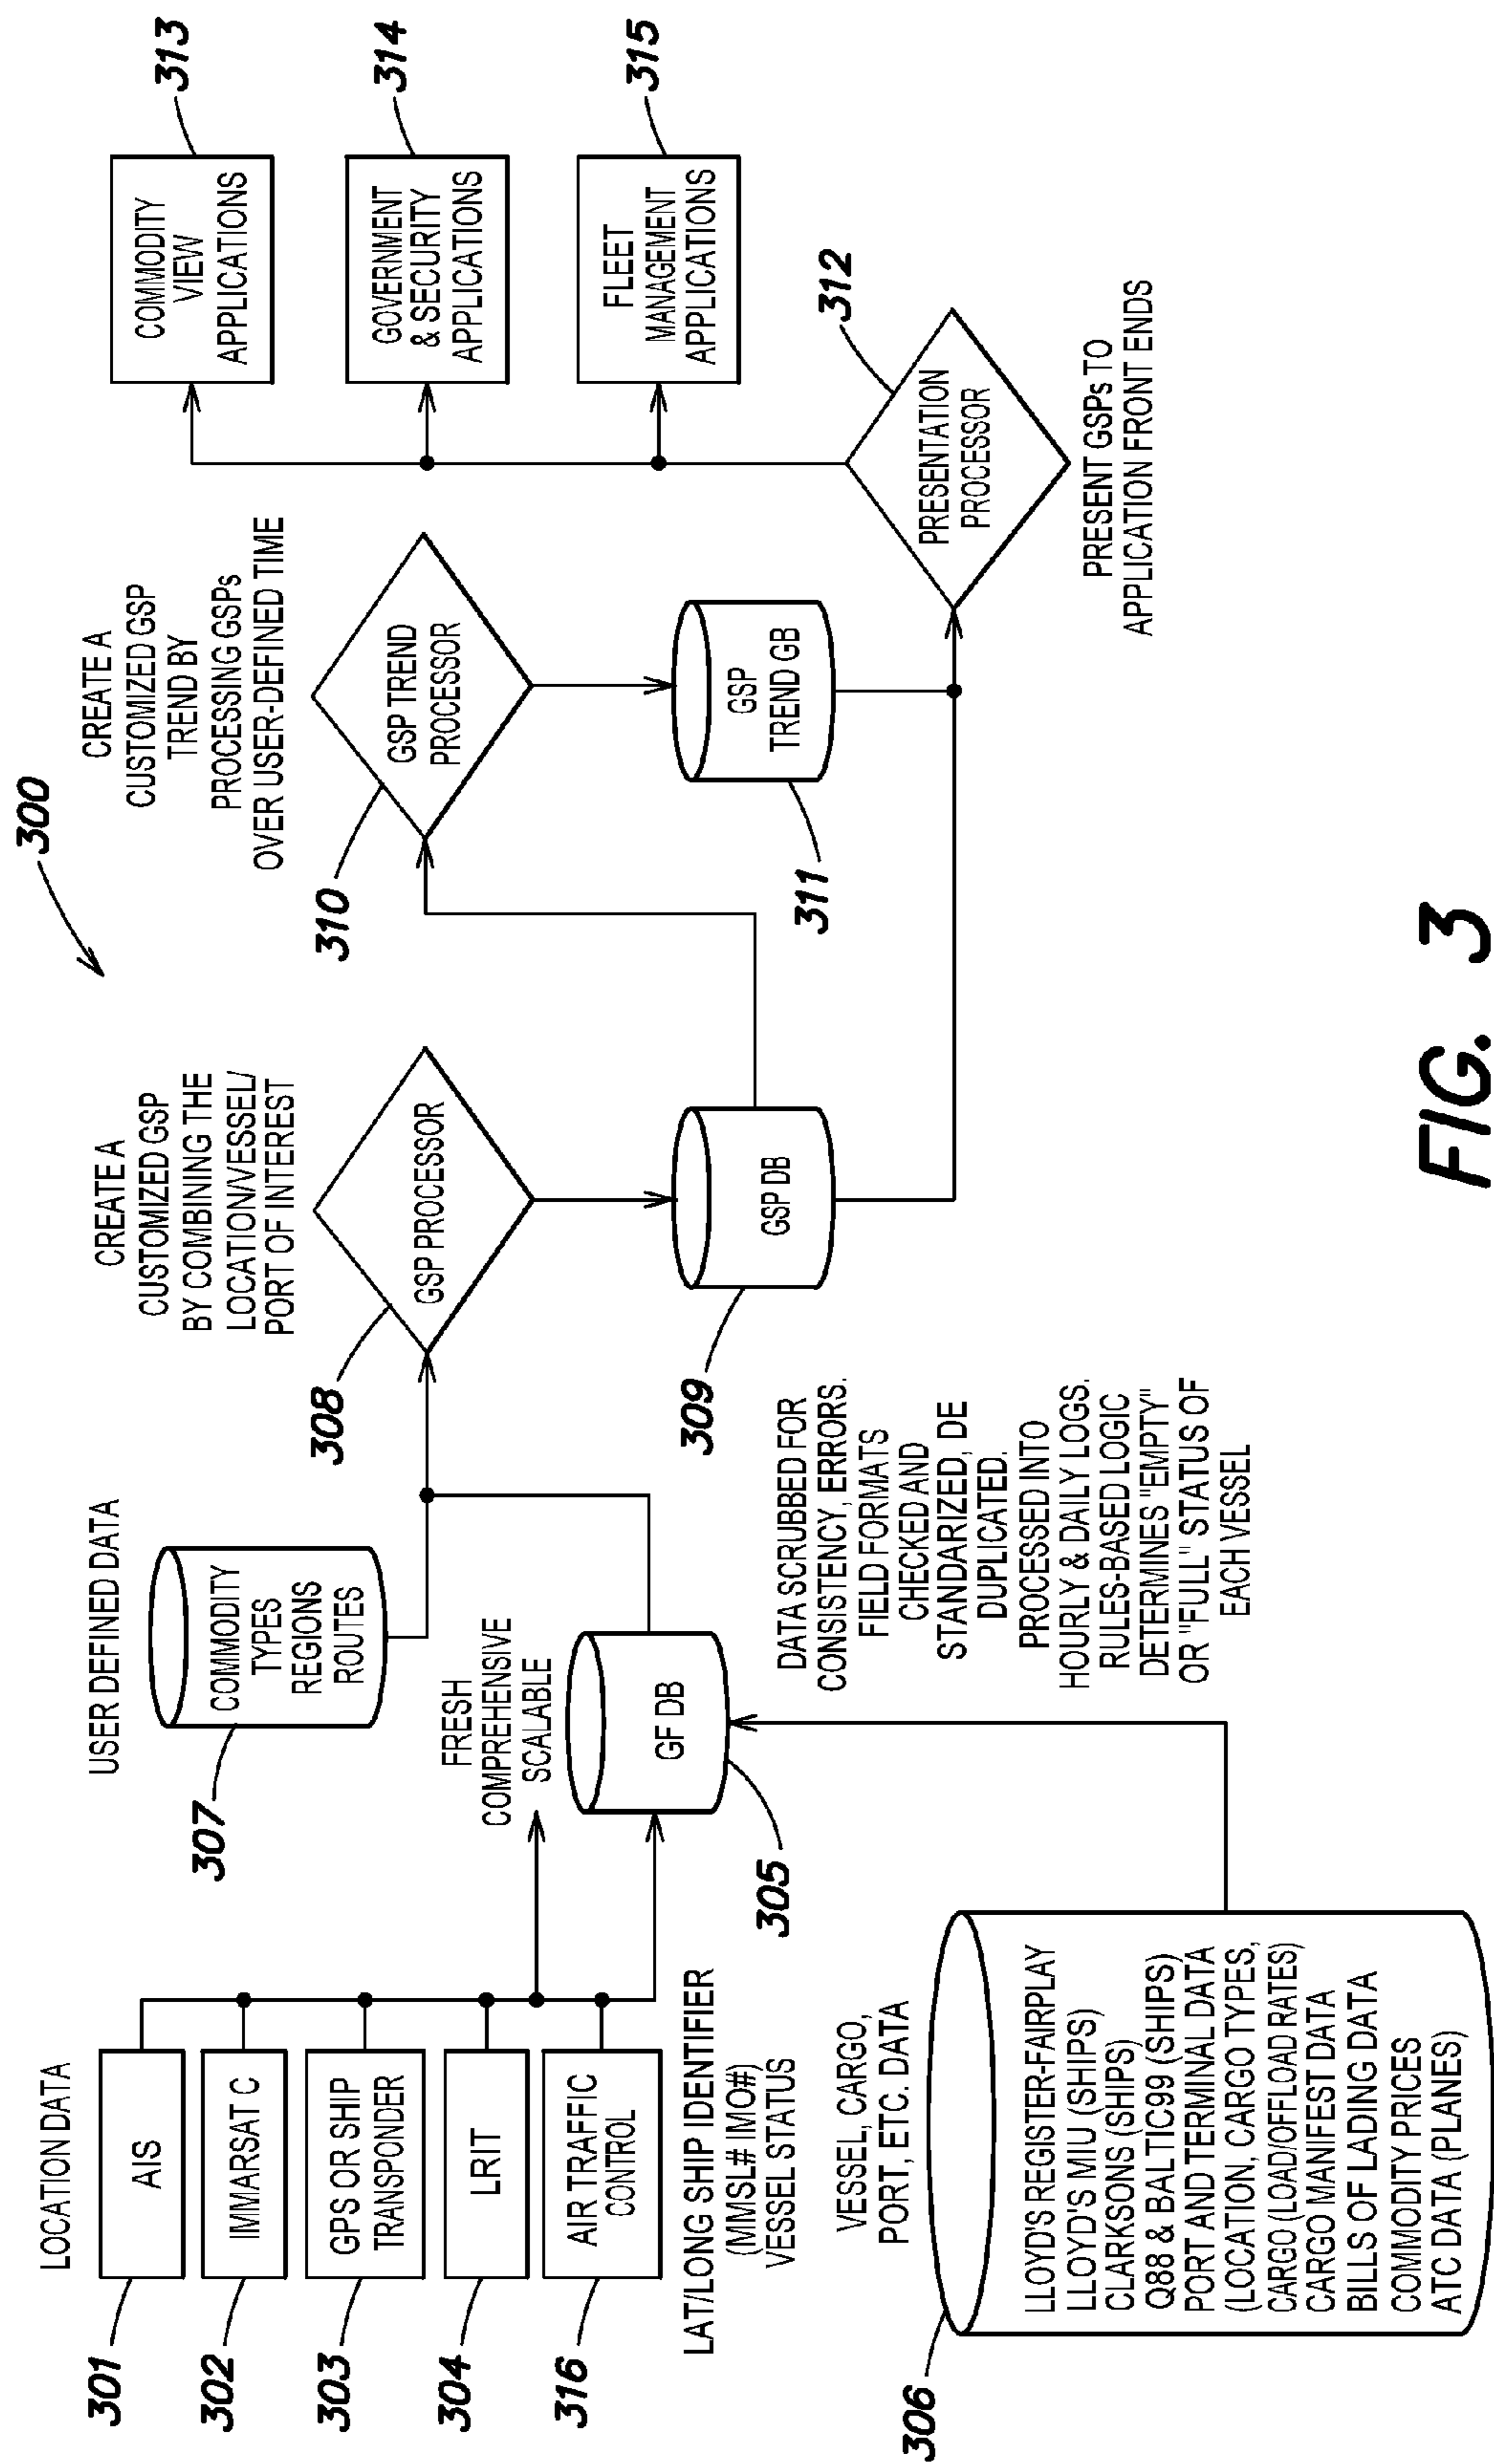 300
LOCATION DATA
301
AIS
302
IMMARSAT C
303
GPS OR SHIP
TRANSPONDER
304
LRIT
316
AIR TRAFFIC
CONTROL
LAT/LONG SHIP IDENTIFIER
(MMSL# IMO#)
VESSEL STATUS
VESSEL, CARGO,
PORT, ETC. DATA
306
LLOYD'S REGISTER-FAIRPLAY
LLOYD'S MIU (SHIPS)
CLARKSONS (SHIPS)
Q88 & BALTIC99 (SHIPS)
PORT AND TERMINAL DATA
(LOCATION, CARGO TYPES,
CARGO (LOAD/OFFLOAD RATES)
CARGO MANIFEST DATA
BILLS OF LADING DATA
COMMODITY PRICES
ATC DATA (PLANES)
USER DEFINED DATA
307
COMMODITY
TYPES
REGIONS
ROUTES
FRESH
COMPREHENSIVE
SCALABLE
GF DB
305
DATA SCRUBBED FOR
CONSISTENCY, ERRORS.
FIELD FORMATS
CHECKED AND
STANDARIZED, DE
DUPLICATED.
PROCESSED INTO
HOURLY & DAILY LOGS.
RULES-BASED LOGIC
DETERMINES "EMPTY"
OR "FULL" STATUS OF
EACH VESSEL
CREATE A
CUSTOMIZED GSP
BY COMBINING THE
LOCATION/VESSEL/
PORT OF INTEREST
308
GSP PROCESSOR
GSP DB
309
CREATE A
CUSTOMIZED GSP
TREND BY
PROCESSING GSPs
OVER USER-DEFINED TIME
310
GSP TREND
PROCESSOR
GSP
TREND GB
311
312
PRESENTATION
PROCESSOR
PRESENT GSPs TO
APPLICATION FRONT ENDS
COMMODITY
VIEW
APPLICATIONS
313
GOVERNMENT
& SECURITY
APPLICATIONS
314
FLEET
MANAGEMENT
APPLICATIONS
315
FIG. 3